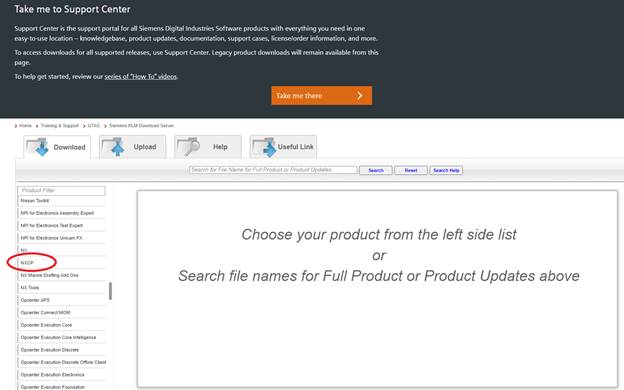 Take me to Support Center
Support Center is the support portal for all Siemens Digital Industries Software products with everything you need in one
easy-to-use location – knowledgebase, product updates, documentation, support cases, license/order information, and more.
To access downloads for all supported releases, use Support Center. Legacy product downloads will remain available from this
page.
To help get started, review our series of "How To" videos.
Take me there
Home Training & Support GTAC Siemens PLM Download Server
Download Upload Help Useful Link
Search for File Name for Full Product or Product Updates Search Reset Search Help
Product Filter
Nissan Toolkit
NPI for Electronics Assembly Expert
NPI for Electronics Test Expert
NPI for Electronics Unicam FX
NX
NXCP
NX Marine Drafting Add Ons
NX Tools
Opcenter APS
Opcenter Connect MOM
Opcenter Execution Core
Opcenter Execution Core Intelligence
Opcenter Execution Discrete
Opcenter Execution Discrete Offline Client
Opcenter Execution Electronics
Opcenter Execution Foundation
Choose your product from the left side list
or
Search file names for Full Product or Product Updates above